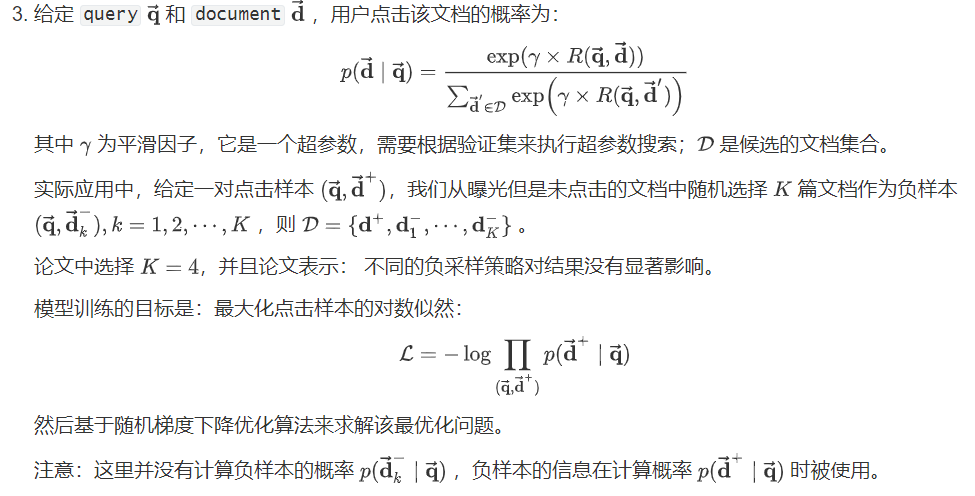 3. 给定 query $\vec{\mathbf{q}}$ 和 document $\vec{\mathbf{d}}$ ，用户点击该文档的概率为：
$$p(\vec{\mathbf{d}} \mid \vec{\mathbf{q}}) = \frac{\exp(\gamma \times R(\vec{\mathbf{q}}, \vec{\mathbf{d}}))}{\sum_{\vec{\mathbf{d}}' \in \mathcal{D}} \exp\left(\gamma \times R(\vec{\mathbf{q}}, \vec{\mathbf{d}}')\right)}$$
其中 $\gamma$ 为平滑因子，它是一个超参数，需要根据验证集来执行超参数搜索；$\mathcal{D}$ 是候选的文档集合。
实际应用中，给定一对点击样本 $(\vec{\mathbf{q}}, \vec{\mathbf{d}}^+)$，我们从曝光但是未点击的文档中随机选择 $K$ 篇文档作为负样本
$(\vec{\mathbf{q}}, \vec{\mathbf{d}}_k^-), k = 1, 2, \cdots, K$ ，则 $\mathcal{D} = \{\mathbf{d}^+, \mathbf{d}_1^-, \cdots, \mathbf{d}_K^-\}$ 。
论文中选择 $K = 4$，并且论文表示： 不同的负采样策略对结果没有显著影响。
模型训练的目标是：最大化点击样本的对数似然：
$$\mathcal{L} = -\log \prod_{(\vec{\mathbf{q}}, \vec{\mathbf{d}}^+)} p(\vec{\mathbf{d}}^+ \mid \vec{\mathbf{q}})$$
然后基于随机梯度下降优化算法来求解该最优化问题。
注意：这里并没有计算负样本的概率 $p(\vec{\mathbf{d}}_k^- \mid \vec{\mathbf{q}})$ ，负样本的信息在计算概率 $p(\vec{\mathbf{d}}^+ \mid \vec{\mathbf{q}})$ 时被使用。